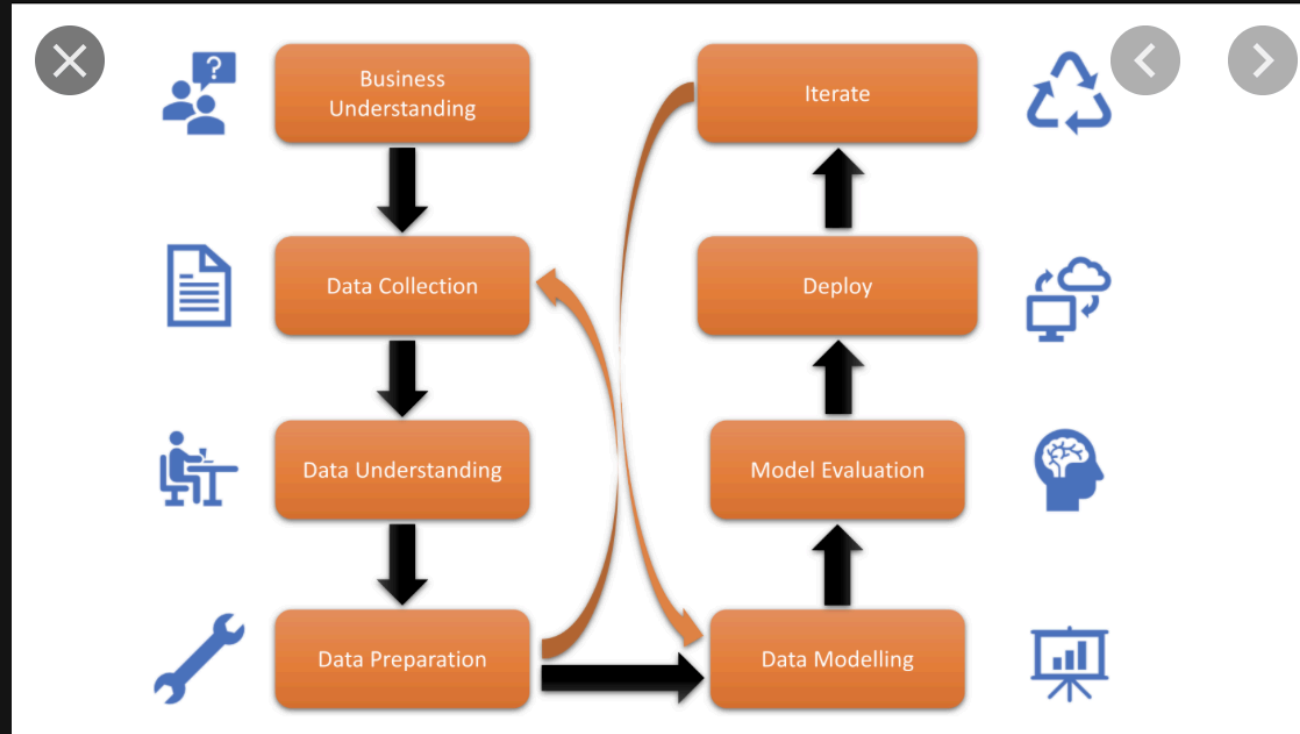 Business
Understanding
Data Collection
Data Understanding
Data Preparation
Iterate
Deploy
Model Evaluation
Data Modelling
?